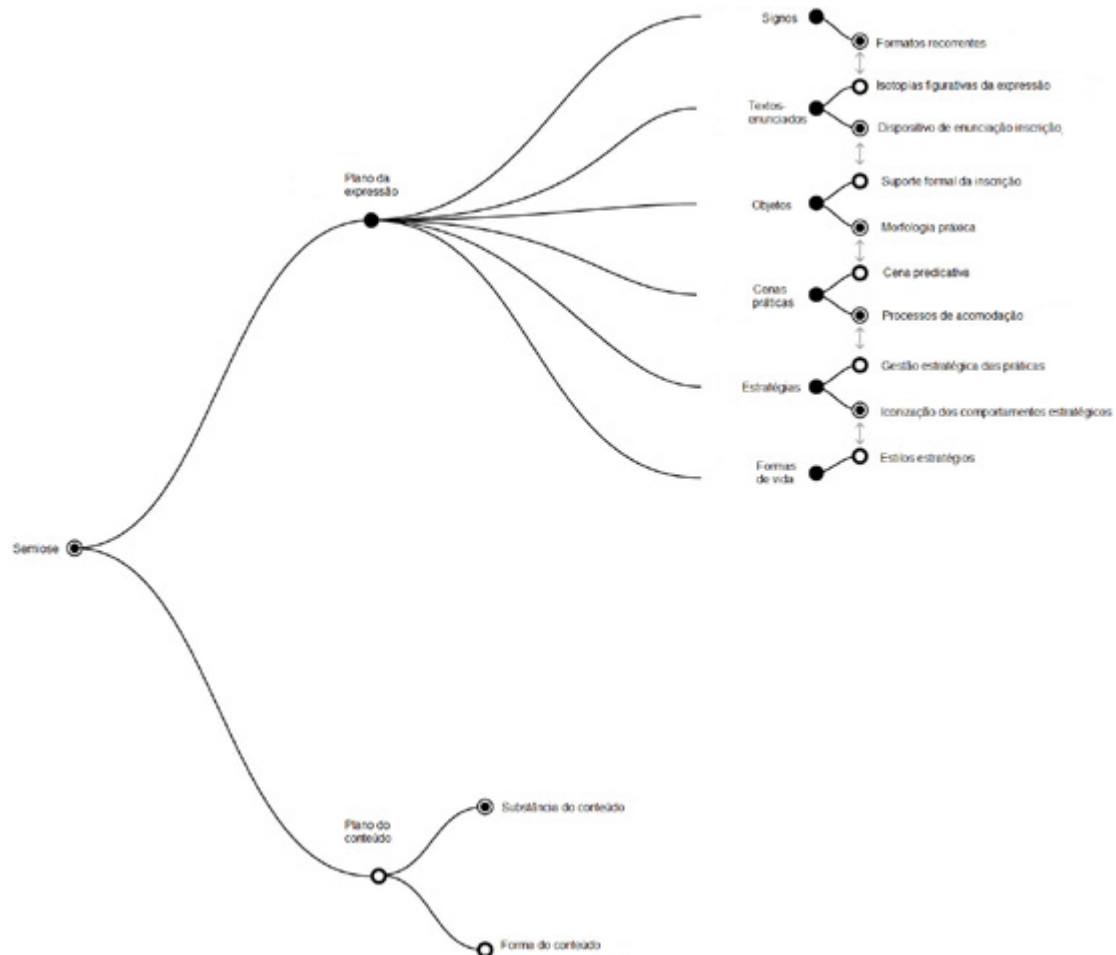 Signos
Formatos recorrentes
Isotopias figurativas da expressão
Textos-
enunciados
Dispositivo de enunciação inscrição,
Plano da
expressão
Suporte formal da inscrição
Objetos
Morfologia práxica
Cena predicativa
Cenas
práticas
Processos de acomodação
Gestão estratégica das práticas
Estratégias
Iconização dos comportamentos estratégicos
Estilos estratégios
Formas
de vida
Semiose
Substância do conteúdo
Plano do
conteúdo
Forma do conteúdo